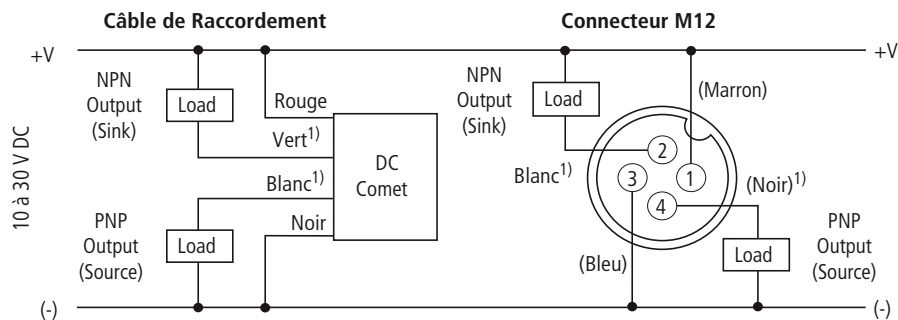 Câble de Raccordement
Connecteur M12
+V
+V
NPN
Output
(Sink)
Load
Rouge
Vert1)
Blanc1)
Noir
DC
Comet
10 à 30 V DC
PNP
Output
(Source)
Load
(-)
NPN
Output
(Sink)
Load
(Marron)
Blanc1)
2
3
1
4
(Noir)1)
(Bleu)
Load
PNP
Output
(Source)
(-)